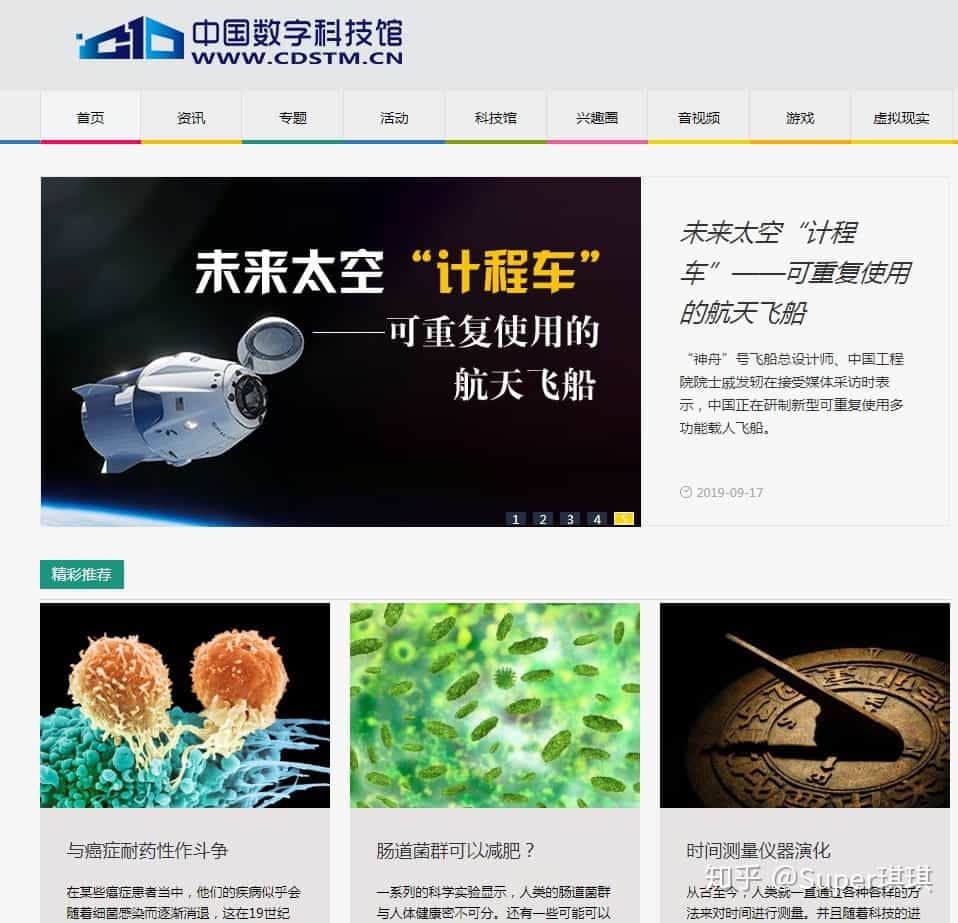 中国数字科技馆
WWW.CDSTM.CN
首页
资讯
专题
活动
科技馆
兴趣圈
音视频
游戏
虚拟现实
未来太空“计程车”
——可重复使用的
航天飞船
1 2 3 4 5
未来太空“计程
车”——可重复使用
的航天飞船
“神舟”号飞船总设计师、中国工程
院院士戚发轫在接受媒体采访时表
示，中国正在研制新型可重复使用多
功能载人飞船。
2019-09-17
精彩推荐
与癌症耐药性作斗争
在某些癌症患者当中，他们的疾病似乎会
随着细菌感染而逐渐消退，这在19世纪
肠道菌群可以减肥？
一系列的科学实验显示，人类的肠道菌群
与人体健康密不可分。还有一些可能可以
时间测量仪器演化
从古至今，人类就一直通过各种各样的方
法来对时间进行测量。并且随着科技的进
知乎 @Super琪琪